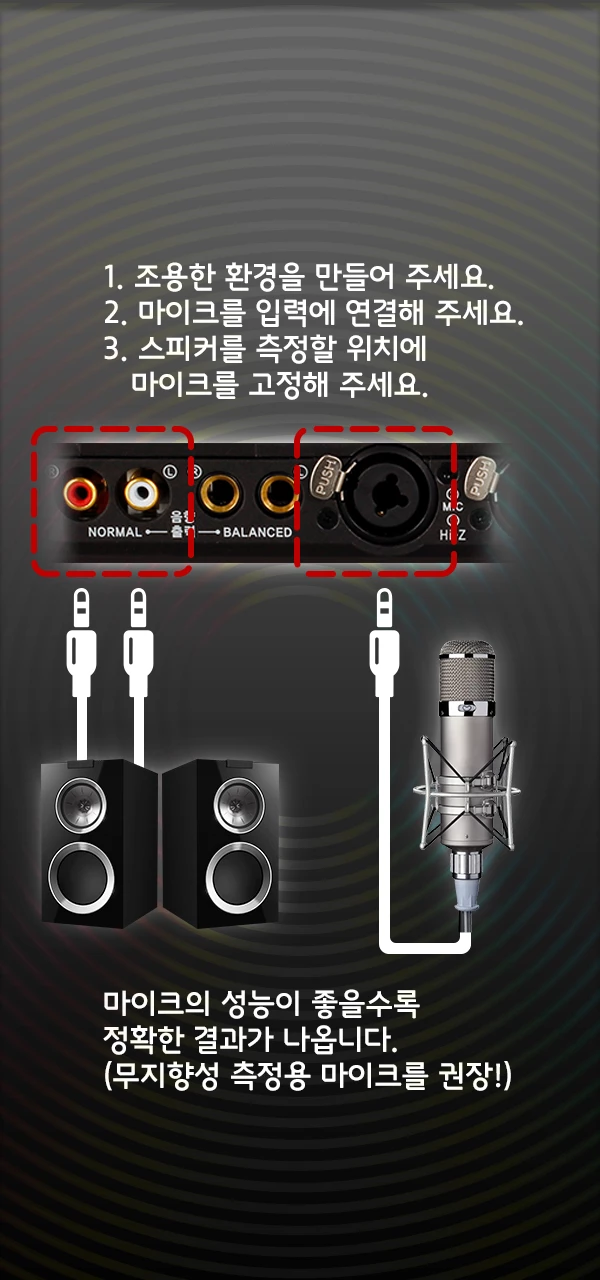 1. 조용한 환경을 만들어 주세요.
2. 마이크를 입력에 연결해 주세요.
3. 스피커를 측정할 위치에
마이크를 고정해 주세요.
R L R L PUSH PUSH
MIC
음향
NORMAL 출력 BALANCED HI-Z
마이크의 성능이 좋을수록
정확한 결과가 나옵니다.
(무지향성 측정용 마이크를 권장!)